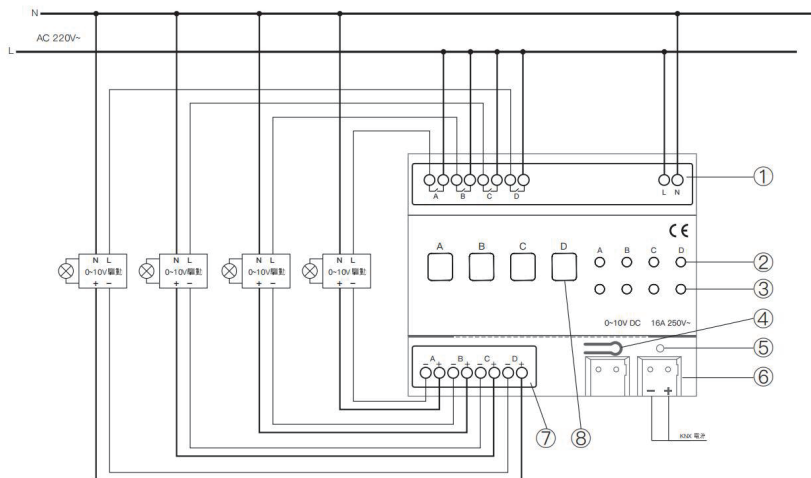 N
AC 220V~
L
A B C D
L N
①
CE
A B C D
A B C D
②
③
N L
0~10V驅動
+ −
N L
0~10V驅動
+ −
N L
0~10V驅動
+ −
N L
0~10V驅動
+ −
0~10V DC 16A 250V~
④
⑤
⑥
A B C D
− + − + − + − +
− +
⑦
⑧
KNX 電源